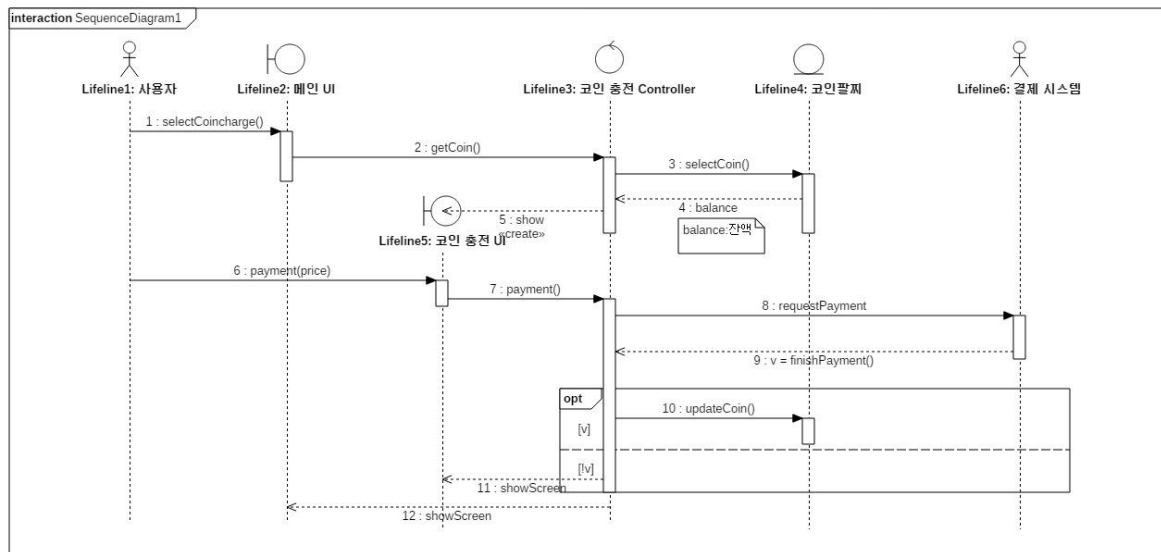 interaction SequenceDiagram1
Lifeline1: 사용자
Lifeline2: 메인 UI
Lifeline3: 코인 충전 Controller
Lifeline4: 코인팔찌
Lifeline6: 결제 시스템
1 : selectCoincharge()
2 : getCoin()
3 : selectCoin()
4 : balance
balance:잔액
5 : show
«create»
Lifeline5: 코인 충전 UI
6 : payment(price)
7 : payment()
8 : requestPayment
9 : v = finishPayment()
opt
10 : updateCoin()
[v]
[!v]
11 : showScreen
12 : showScreen